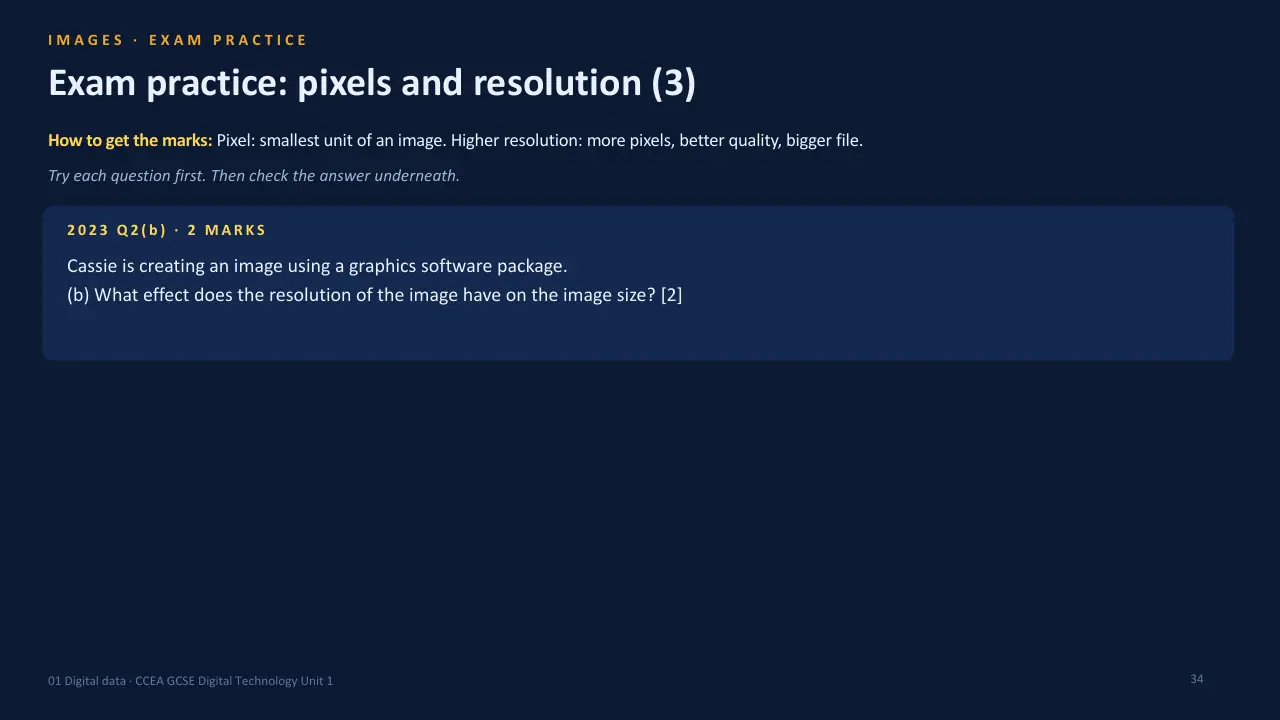 IMAGES · EXAM PRACTICE
Exam practice: pixels and resolution (3)
How to get the marks: Pixel: smallest unit of an image. Higher resolution: more pixels, better quality, bigger file.
Try each question first. Then check the answer underneath.
2023 Q2(b) · 2 MARKS
Cassie is creating an image using a graphics software package.
(b) What effect does the resolution of the image have on the image size? [2]
01 Digital data · CCEA GCSE Digital Technology Unit 1
34